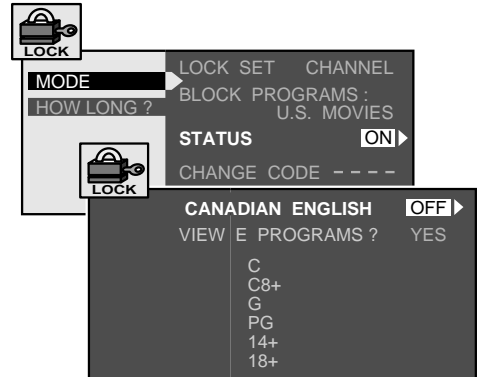 LOCK
MODE
HOW LONG ?
LOCK SET CHANNEL
BLOCK PROGRAMS :
U.S. MOVIES
STATUS ON
CHANGE CODE – – – –
LOCK
CANADIAN ENGLISH OFF
VIEW E PROGRAMS ? YES
C
C8+
G
PG
14+
18+